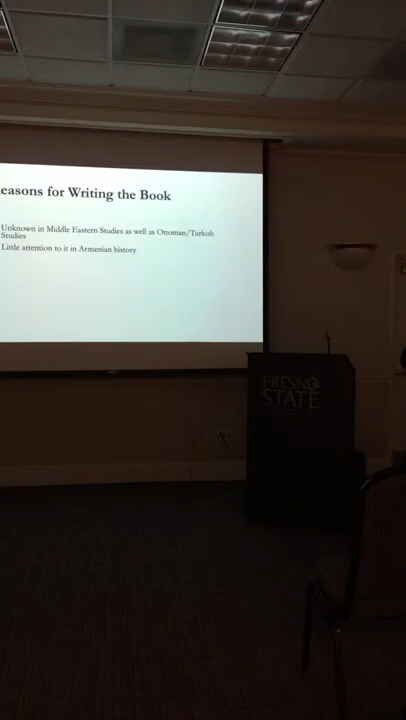 easons for Writing the Book
Unknown in Middle Eastern Studies as well as Ottoman/Turkish
Studies
Little attention to it in Armenian history
FRESNO
STATE